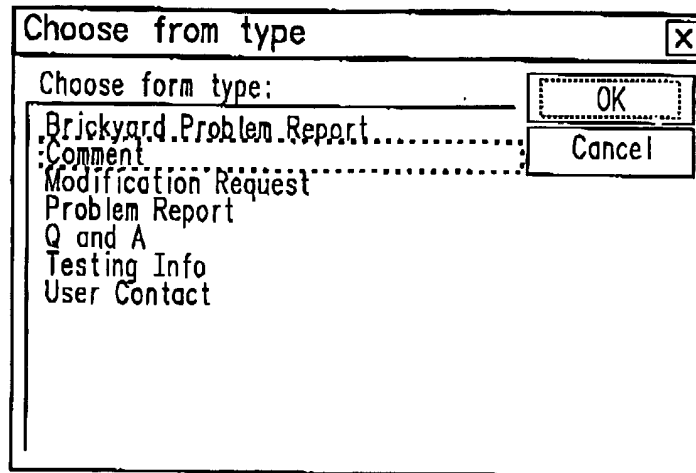 Choose from type
Choose form type:
OK
Brickyard Problem Report
Comment
Cancel
Modification Request
Problem Report
Q and A
Testing Info
User Contact